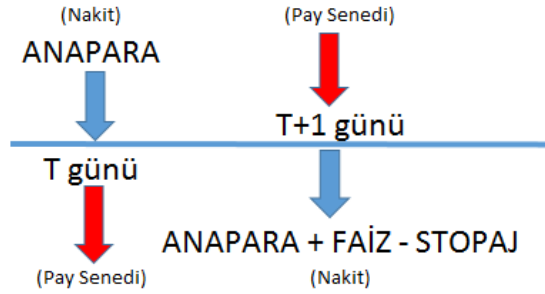 (Nakit)
ANAPARA
(Pay Senedi)
T+1 günü
T günü
(Pay Senedi)
ANAPARA + FAİZ - STOPAJ
(Nakit)